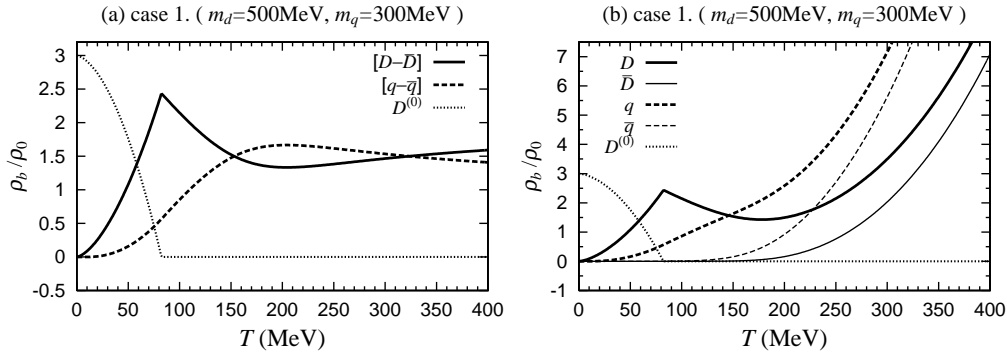 (a) case 1. ( m_d=500MeV, m_q=300MeV )
[D−D̅]
[q−q̅]
D^(0)
3.5
3
2.5
2
1.5
1
0.5
0
-0.5
ρ_b /ρ_0
0 50 100 150 200 250 300 350 400
T (MeV)
(b) case 1. ( m_d=500MeV, m_q=300MeV )
D
D̅
q
q̅
D^(0)
7
6
5
4
3
2
1
0
-1
ρ_b /ρ_0
0 50 100 150 200 250 300 350 400
T (MeV)